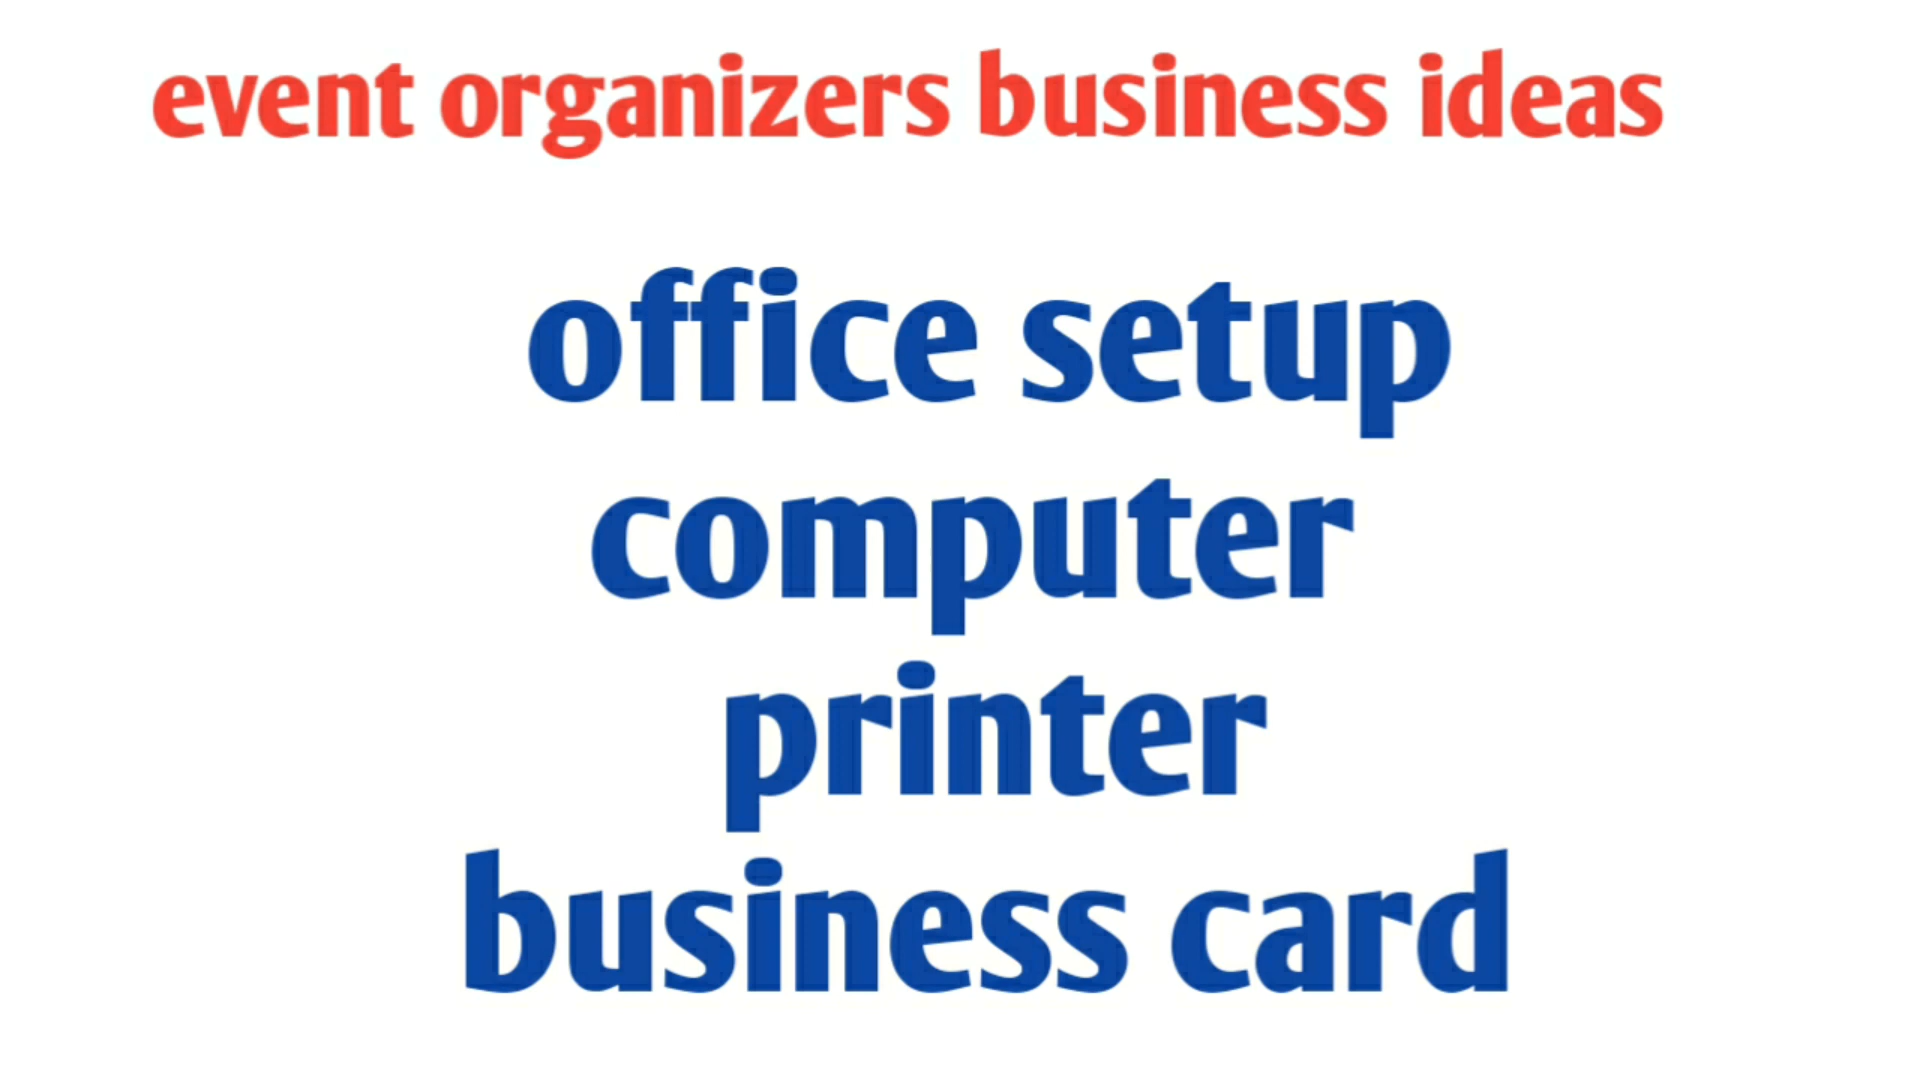 event organizers business ideas
office setup
computer
printer
business card